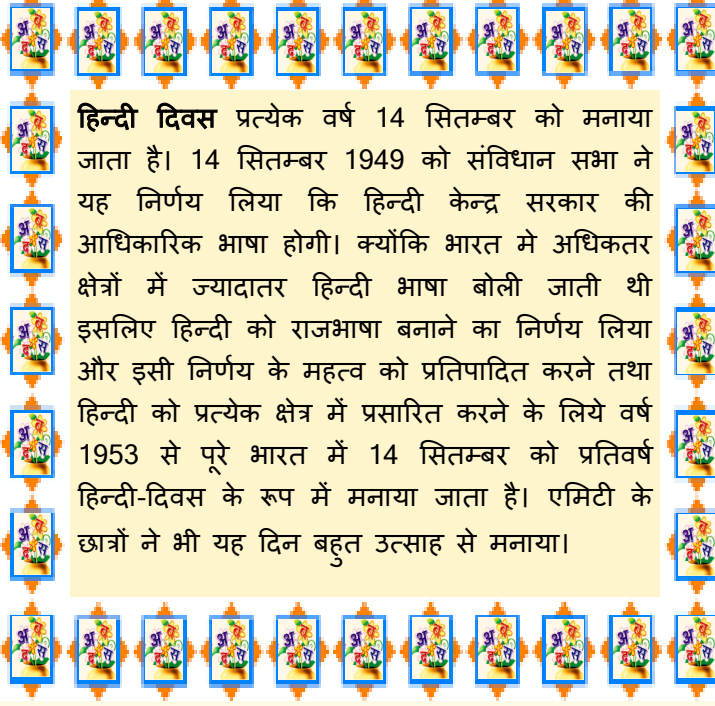 हिन्दी दिवस प्रत्येक वर्ष 14 सितम्बर को मनाया
जाता है। 14 सितम्बर 1949 को संविधान सभा ने
यह निर्णय लिया कि हिन्दी केन्द्र सरकार की
आधिकारिक भाषा होगी। क्योंकि भारत मे अधिकतर
क्षेत्रों में ज्यादातर हिन्दी भाषा बोली जाती थी
इसलिए हिन्दी को राजभाषा बनाने का निर्णय लिया
और इसी निर्णय के महत्व को प्रतिपादित करने तथा
हिन्दी को प्रत्येक क्षेत्र में प्रसारित करने के लिये वर्ष
1953 से पूरे भारत में 14 सितम्बर को प्रतिवर्ष
हिन्दी-दिवस के रूप में मनाया जाता है। एमिटी के
छात्रों ने भी यह दिन बहुत उत्साह से मनाया।